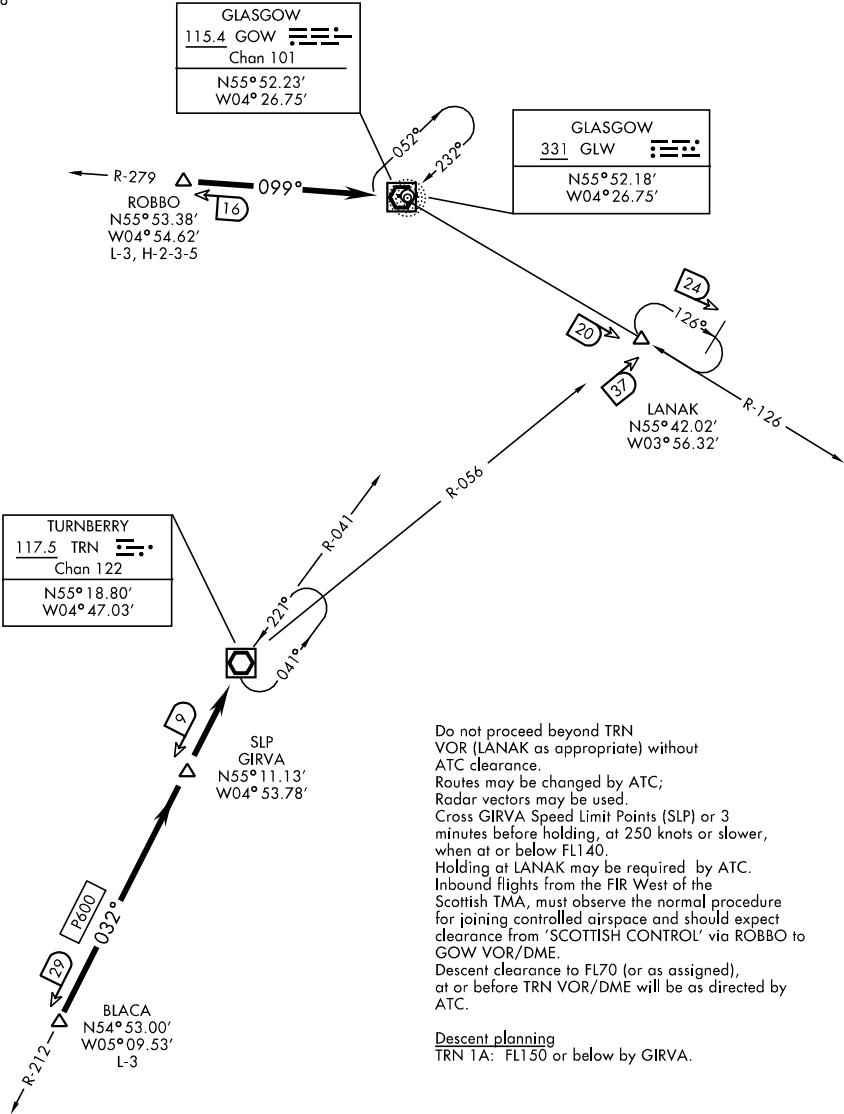 GLASGOW
115.4 GOW
Chan 101
N55° 52.23'
W04° 26.75'
GLASGOW
331 GLW
N55° 52.18'
W04° 26.75'
052°
232°
R-279
099°
16
ROBBO
N55° 53.38'
W04° 54.62'
L-3, H-2-3-5
24
126°
20
37
LANAK
N55° 42.02'
W03° 56.32'
R-126
R-056
R-041
TURNBERRY
117.5 TRN
Chan 122
N55° 18.80'
W04° 47.03'
221°
041°
9
SLP
GIRVA
N55° 11.13'
W04° 53.78'
P600
032°
29
BLACA
N54° 53.00'
W05° 09.53'
L-3
R-212
Do not proceed beyond TRN
VOR (LANAK as appropriate) without
ATC clearance.
Routes may be changed by ATC;
Radar vectors may be used.
Cross GIRVA Speed Limit Points (SLP) or 3
minutes before holding, at 250 knots or slower,
when at or below FL140.
Holding at LANAK may be required by ATC.
Inbound flights from the FIR West of the
Scottish TMA, must observe the normal procedure
for joining controlled airspace and should expect
clearance from 'SCOTTISH CONTROL' via ROBBO to
GOW VOR/DME.
Descent clearance to FL70 (or as assigned),
at or before TRN VOR/DME will be as directed by
ATC.
Descent planning
TRN 1A: FL150 or below by GIRVA.